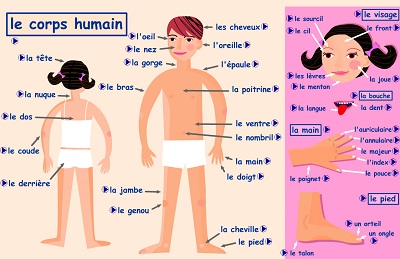 le corps humain
la tête
la nuque
le dos
le coude
le derrière
l'oeil
le nez
la gorge
le bras
la jambe
le genou
les cheveux
l'oreille
l'épaule
la poitrine
le ventre
le nombril
la main
le doigt
la cheville
le pied
le visage
le sourcil
le cil
le front
les lèvres
le menton
la joue
la bouche
la langue
la dent
la main
l'auriculaire
l'annulaire
le majeur
l'index
le pouce
le poignet
le pied
un orteil
un ongle
le talon